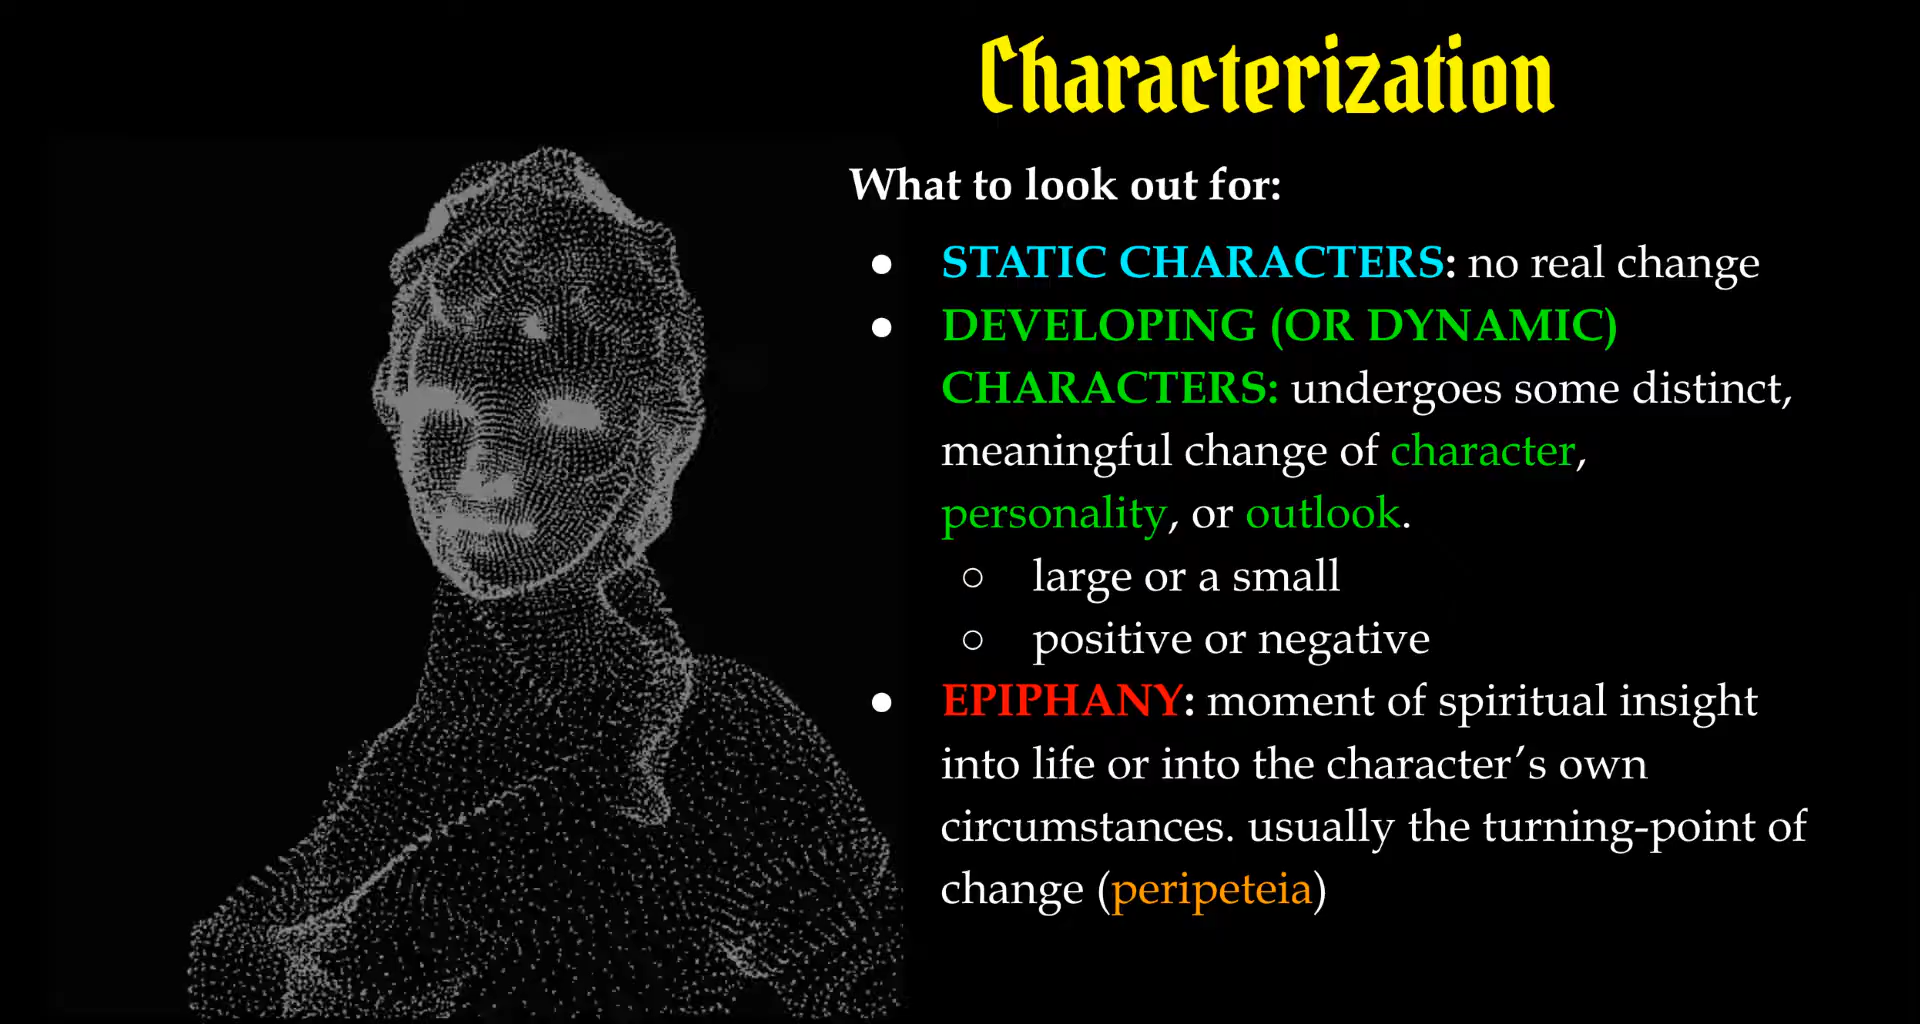 Characterization
What to look out for:
● STATIC CHARACTERS: no real change
● DEVELOPING (OR DYNAMIC)
CHARACTERS: undergoes some distinct,
meaningful change of character,
personality, or outlook.
○ large or a small
○ positive or negative
● EPIPHANY: moment of spiritual insight
into life or into the character’s own
circumstances. usually the turning-point of
change (peripeteia)